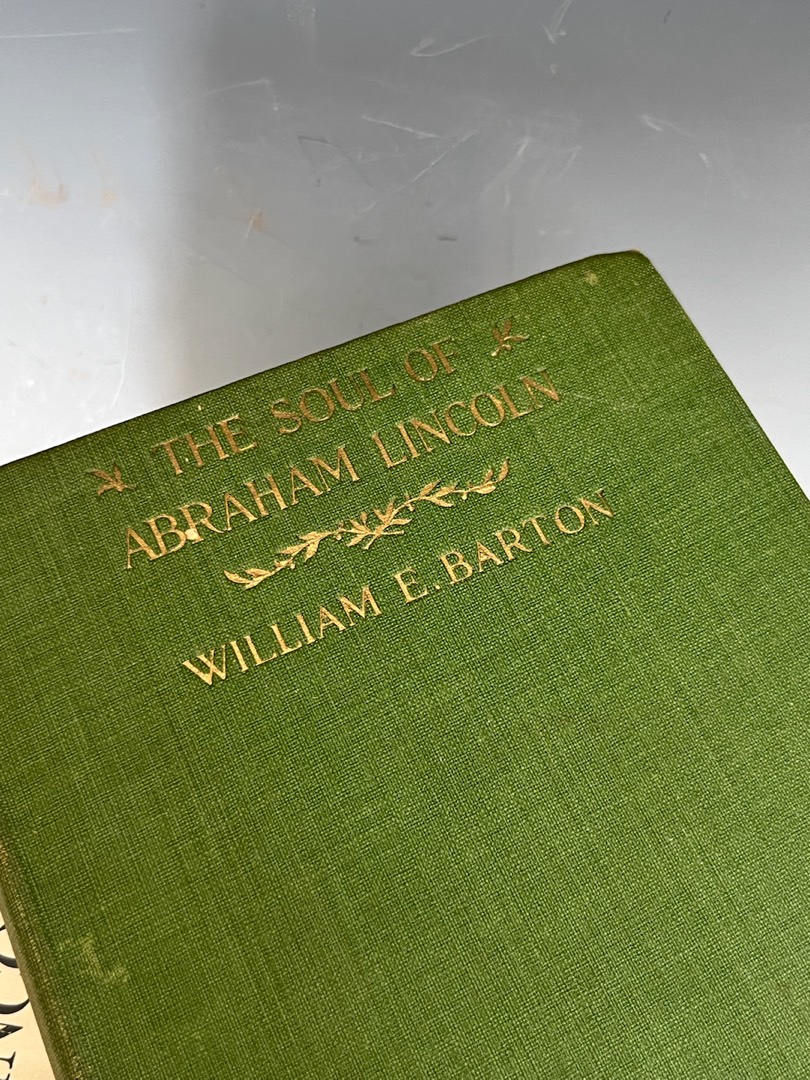 THE SOUL OF
ABRAHAM LINCOLN
WILLIAM E. BARTON